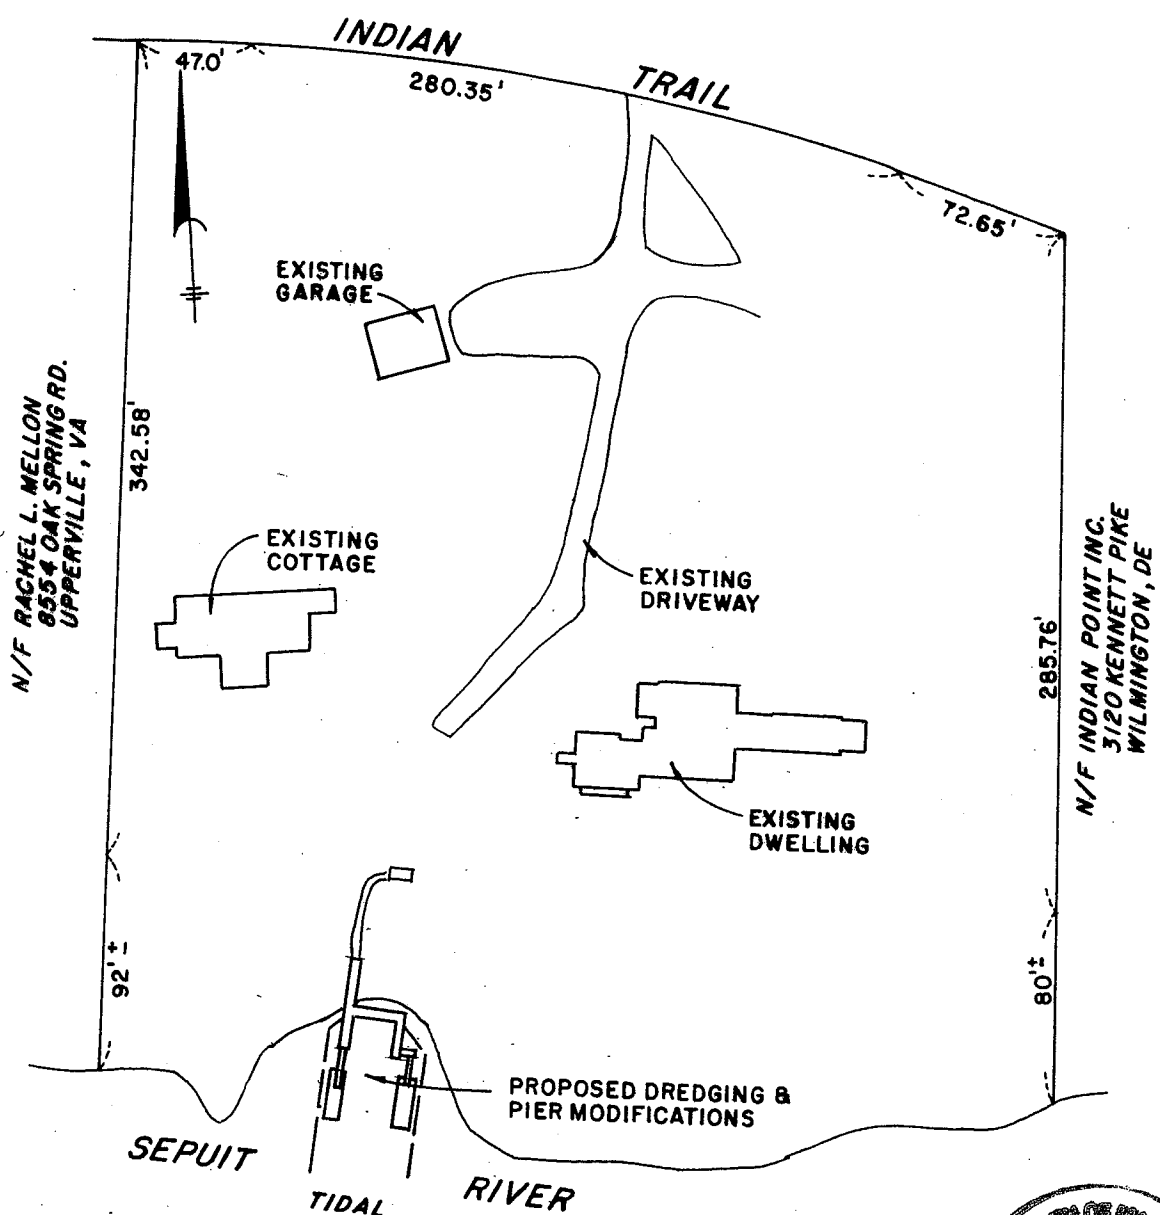 INDIAN TRAIL
47.0'
280.35'
72.65'
EXISTING
GARAGE
342.58'
N/F RACHEL L. MELLON
8554 OAK SPRING RD.
UPPERVILLE, VA
EXISTING
COTTAGE
EXISTING
DRIVEWAY
285.76'
N/F INDIAN POINT INC.
3120 KENNETT PIKE
WILMINGTON, DE
EXISTING
DWELLING
92' ±
80' ±
PROPOSED DREDGING &
PIER MODIFICATIONS
SEPUIT RIVER
TIDAL